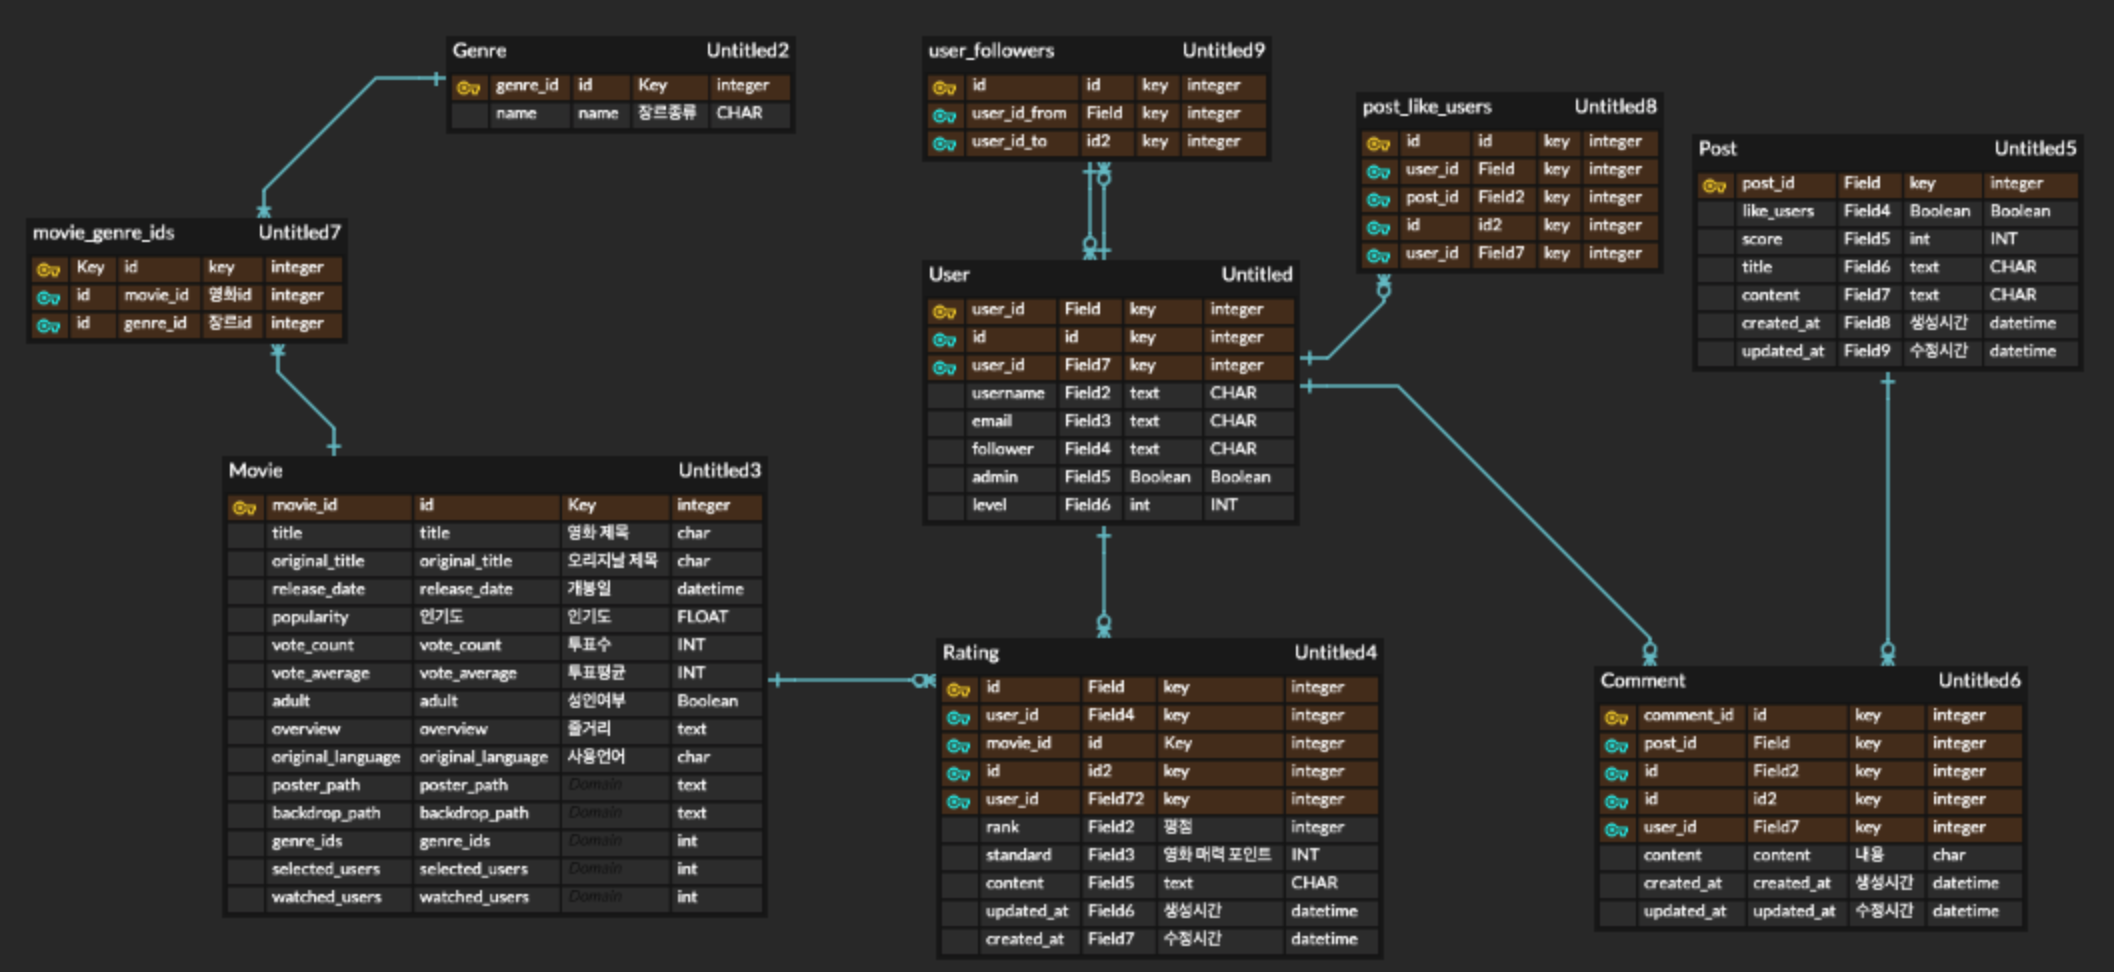 Genre Untitled2
genre_id id Key integer
name name 장르종류 CHAR
user_followers Untitled9
id id key integer
user_id_from Field key integer
user_id_to id2 key integer
post_like_users Untitled8
id id key integer
user_id Field key integer
post_id Field2 key integer
id id2 key integer
user_id Field7 key integer
Post Untitled5
post_id Field key integer
like_users Field4 Boolean Boolean
score Field5 int INT
title Field6 text CHAR
content Field7 text CHAR
created_at Field8 생성시간 datetime
updated_at Field9 수정시간 datetime
movie_genre_ids Untitled7
Key id key integer
id movie_id 영화id integer
id genre_id 장르id integer
User Untitled
user_id Field key integer
id id key integer
user_id Field7 key integer
username Field2 text CHAR
email Field3 text CHAR
follower Field4 text CHAR
admin Field5 Boolean Boolean
level Field6 int INT
Movie Untitled3
movie_id id Key integer
title title 영화 제목 char
original_title original_title 오리지날 제목 char
release_date release_date 개봉일 datetime
popularity 인기도 인기도 FLOAT
vote_count vote_count 투표수 INT
vote_average vote_average 투표평균 INT
adult adult 성인여부 Boolean
overview overview 줄거리 text
original_language original_language 사용언어 char
poster_path poster_path Domain text
backdrop_path backdrop_path Domain text
genre_ids genre_ids Domain int
selected_users selected_users Domain int
watched_users watched_users Domain int
Rating Untitled4
id Field key integer
user_id Field4 key integer
movie_id id Key integer
id id2 key integer
user_id Field72 key integer
rank Field2 평점 integer
standard Field3 영화 매력 포인트 INT
content Field5 text CHAR
updated_at Field6 생성시간 datetime
created_at Field7 수정시간 datetime
Comment Untitled6
comment_id id key integer
post_id Field key integer
id Field2 key integer
id id2 key integer
user_id Field7 key integer
content content 내용 char
created_at created_at 생성시간 datetime
updated_at updated_at 수정시간 datetime